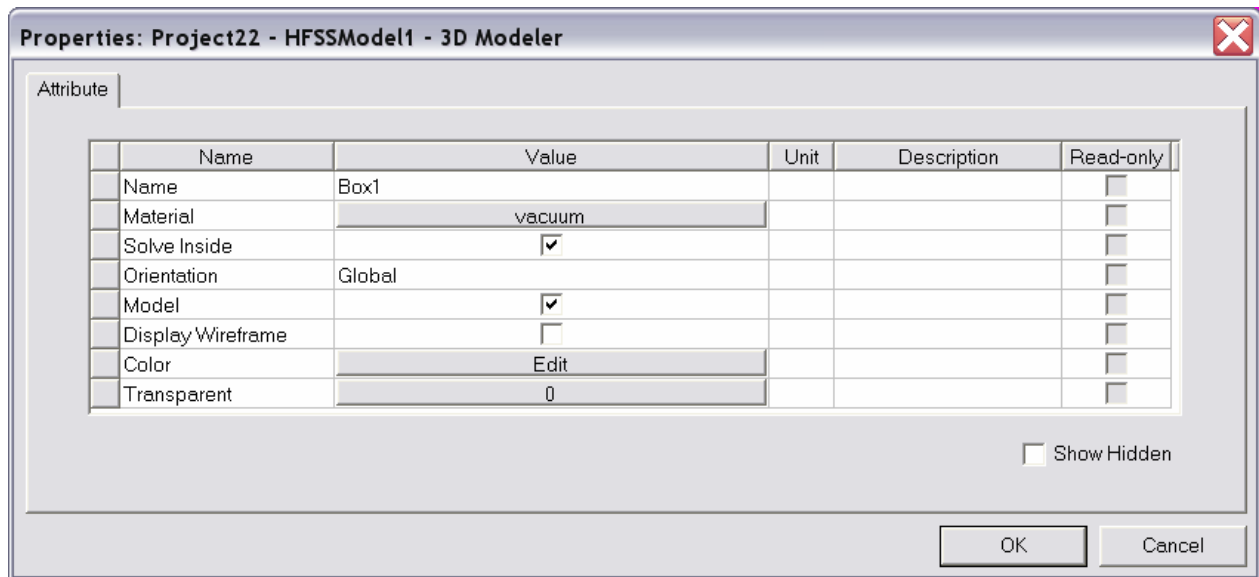 Properties: Project22 - HFSSModel1 - 3D Modeler
Attribute
Name Value Unit Description Read-only
Name Box1
Material vacuum
Solve Inside
Orientation Global
Model
Display Wireframe
Color Edit
Transparent 0
Show Hidden
OK Cancel